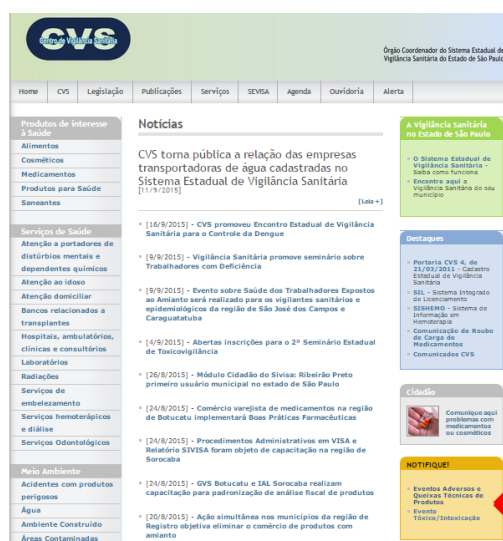 Centro de Vigilância Sanitária
CVS
Órgão Coordenador do Sistema Estadual de
Vigilância Sanitária do Estado de São Paulo
Home CVS Legislação Publicações Serviços SEVISA Agenda Ouvidoria Alerta
Produtos de interesse
à Saúde
Alimentos
Cosméticos
Medicamentos
Produtos para Saúde
Saneantes
Serviços de Saúde
Atenção a portadores de
distúrbios mentais e
dependentes químicos
Atenção ao idoso
Atenção domiciliar
Bancos relacionados a
transplantes
Hospitais, ambulatórios,
clínicas e consultórios
Laboratórios
Radiações
Serviços de
embelezamento
Serviços hemoterápicos
e diálise
Serviços Odontológicos
Meio Ambiente
Acidentes com produtos
perigosos
Água
Ambiente Construído
Áreas Contaminadas
Notícias
CVS torna pública a relação das empresas
transportadoras de água cadastradas no
Sistema Estadual de Vigilância Sanitária
[11/9/2015]
[Leia +]
[16/9/2015] - CVS promoveu Encontro Estadual de Vigilância
Sanitária para o Controle da Dengue
[9/9/2015] - Vigilância Sanitária promove seminário sobre
Trabalhadores com Deficiência
[9/9/2015] - Evento sobre Saúde dos Trabalhadores Expostos
ao Amianto será realizado para os vigilantes sanitários e
epidemiológicos da região de São José dos Campos e
Caraguatatuba
[4/9/2015] - Abertas inscrições para o 2º Seminário Estadual
de Toxicovigilância
[26/8/2015] - Módulo Cidadão do Sivisa: Ribeirão Preto
primeiro usuário municipal no estado de São Paulo
[24/8/2015] - Comércio varejista de medicamentos na região
de Botucatu implementará Boas Práticas Farmacêuticas
[24/8/2015] - Procedimentos Administrativos em VISA e
Relatório SIVISA foram objeto de capacitação na região de
Sorocaba
[24/8/2015] - GVS Botucatu e IAL Sorocaba realizam
capacitação para padronização de análise fiscal de produtos
[20/8/2015] - Ação simultânea nos municípios da região de
Registro objetiva eliminar o comércio de produtos com
amianto
A Vigilância Sanitária
no Estado de São Paulo
O Sistema Estadual de
Vigilância Sanitária -
Saiba como funciona
Encontre aqui a
Vigilância Sanitária do seu
município
Destaques
Portaria CVS 4, de
21/03/2011 - Cadastro
Estadual de Vigilância
Sanitária
SIL - Sistema Integrado
de Licenciamento
SISHEMO - Sistema de
Informação em
Hemoterapia
Comunicação de Roubo
de Carga de
Medicamentos
Comunicados CVS
Cidadão
Comunique aqui
problemas com
medicamentos
ou cosméticos
NOTIFIQUE!
Eventos Adversos e
Queixas Técnicas de
Produtos
Evento
Tóxico/Intoxicação